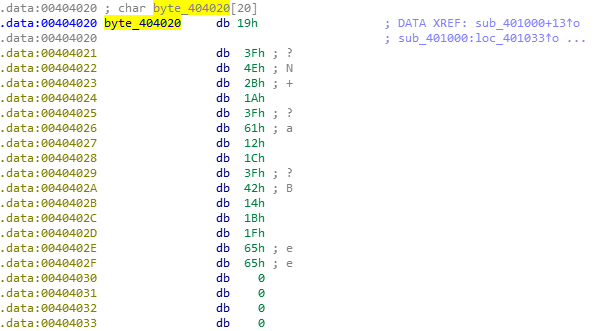 .data:00404020 ; char byte_404020[20]
.data:00404020 byte_404020 db 19h ; DATA XREF: sub_401000+13↑o
.data:00404020 ; sub_401000:loc_401033↑o ...
.data:00404021 db 3Fh ; ?
.data:00404022 db 4Eh ; N
.data:00404023 db 2Bh ; +
.data:00404024 db 1Ah
.data:00404025 db 3Fh ; ?
.data:00404026 db 61h ; a
.data:00404027 db 12h
.data:00404028 db 1Ch
.data:00404029 db 3Fh ; ?
.data:0040402A db 42h ; B
.data:0040402B db 14h
.data:0040402C db 1Bh
.data:0040402D db 1Fh
.data:0040402E db 65h ; e
.data:0040402F db 65h ; e
.data:00404030 db 0
.data:00404031 db 0
.data:00404032 db 0
.data:00404033 db 0